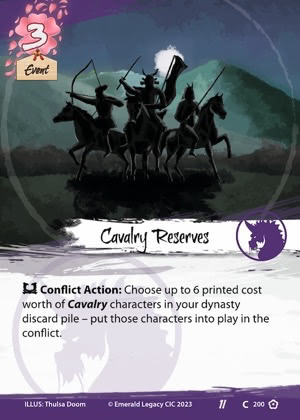 3
Event
Cavalry Reserves
Conflict Action: Choose up to 6 printed cost
worth of Cavalry characters in your dynasty
discard pile – put those characters into play in the
conflict.
ILLUS: Thulsa Doom © Emerald Legacy CIC 2023 C 200